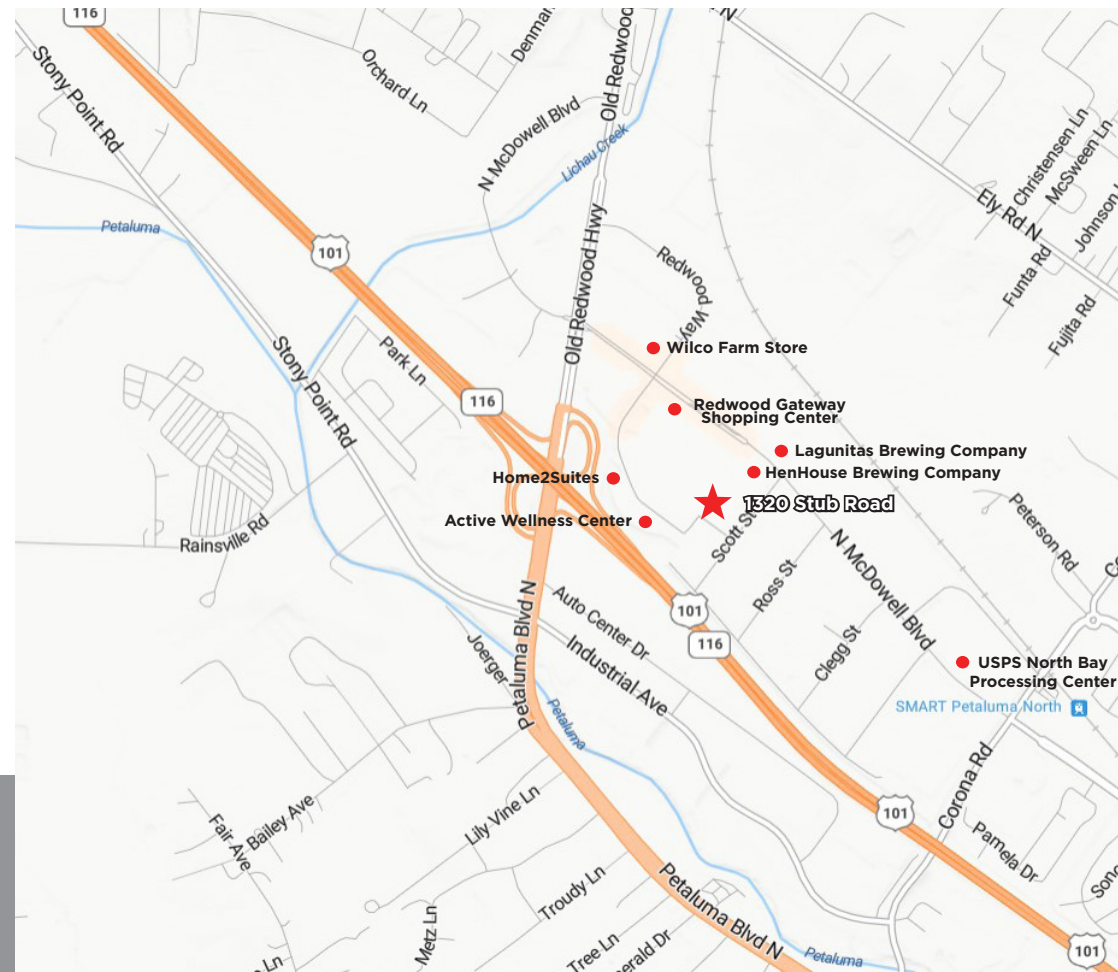 116
N
Stony Point Rd
Orchard Ln
Old Redwood
N McDowell Blvd
Lichau Creek
Christensen Ln
McSween Ln
Ely Rd N
Petaluma
101
Old Redwood Hwy
Redwood Way
Funta Rd
Fujita Rd
Stony Point Rd
Park Ln
Wilco Farm Store
116
Redwood Gateway
Shopping Center
Lagunitas Brewing Company
HenHouse Brewing Company
Home2Suites
1320 Stub Road
Active Wellness Center
Scott St
Peterson Rd
Rainsville Rd
N McDowell Blvd
Ross St
101
116
Auto Center Dr
Petaluma Blvd N
Joerger
Industrial Ave
Clegg St
USPS North Bay
Processing Center
SMART Petaluma North
Petaluma
Corona Rd
101
Fair Ave
Bailey Ave
Lily Vine Ln
Pamela Dr
Troudy Ln
Petaluma Blvd N
Metz Ln
Tree Ln
Petaluma
101
Ln